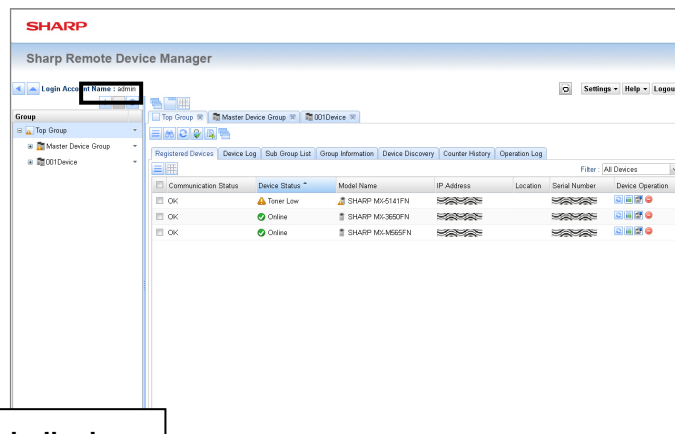 SHARP
Sharp Remote Device Manager
Login Account Name : admin
Settings Help Logou
Group
Top Group
Master Device Group
001Device
Top Group Master Device Group 001Device
Registered Devices Device Log Sub Group List Group Information Device Discovery Counter History Operation Log
Filter : All Devices
Communication Status Device Status Model Name IP Address Location Serial Number Device Operation
OK Toner Low SHARP MX-5141FN
OK Online SHARP MX-3650FN
OK Online SHARP MX-M565FN